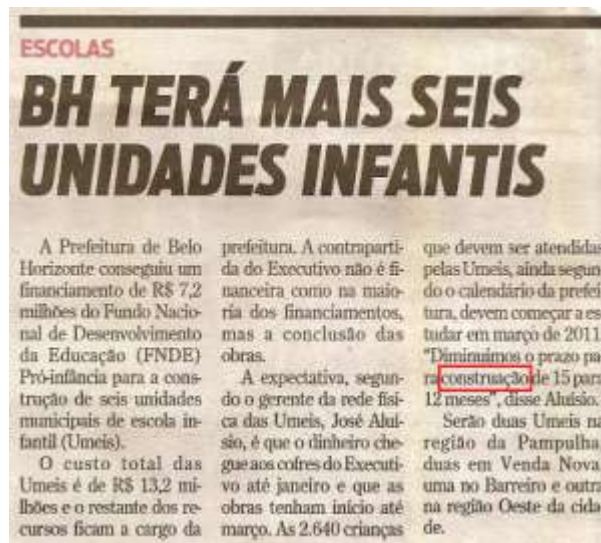 ESCOLAS
BH TERÁ MAIS SEIS
UNIDADES INFANTIS
A Prefeitura de Belo
Horizonte conseguiu um
financiamento de R$ 7,2
milhões do Fundo Nacio-
nal de Desenvolvimento
da Educação (FNDE)
Pró-infância para a cons-
trução de seis unidades
municipais de escola in-
fantil (Umeis).
O custo total das
Umeis é de R$ 13,2 mi-
lhões e o restante dos re-
cursos ficam a cargo da
prefeitura. A contraparti-
da do Executivo não é fi-
nanceira como na maio-
ria dos financiamentos,
mas a conclusão das
obras.
A expectativa, segun-
do o gerente da rede físi-
ca das Umeis, José Aluí-
sio, é que o dinheiro che-
gue aos cofres do Executi-
vo até janeiro e que as
obras tenham início até
março. As 2.640 crianças
que devem ser atendidas
pelas Umeis, ainda segun-
do o calendário da prefei
tura, devem começar a es
tudar em março de 2011
"Diminuimos o prazo pa
ra construação de 15 para
12 meses", disse Aluísio.
Serão duas Umeis na
região da Pampulha
duas em Venda Nova
uma no Barreiro e outra
na região Oeste da cida
de.